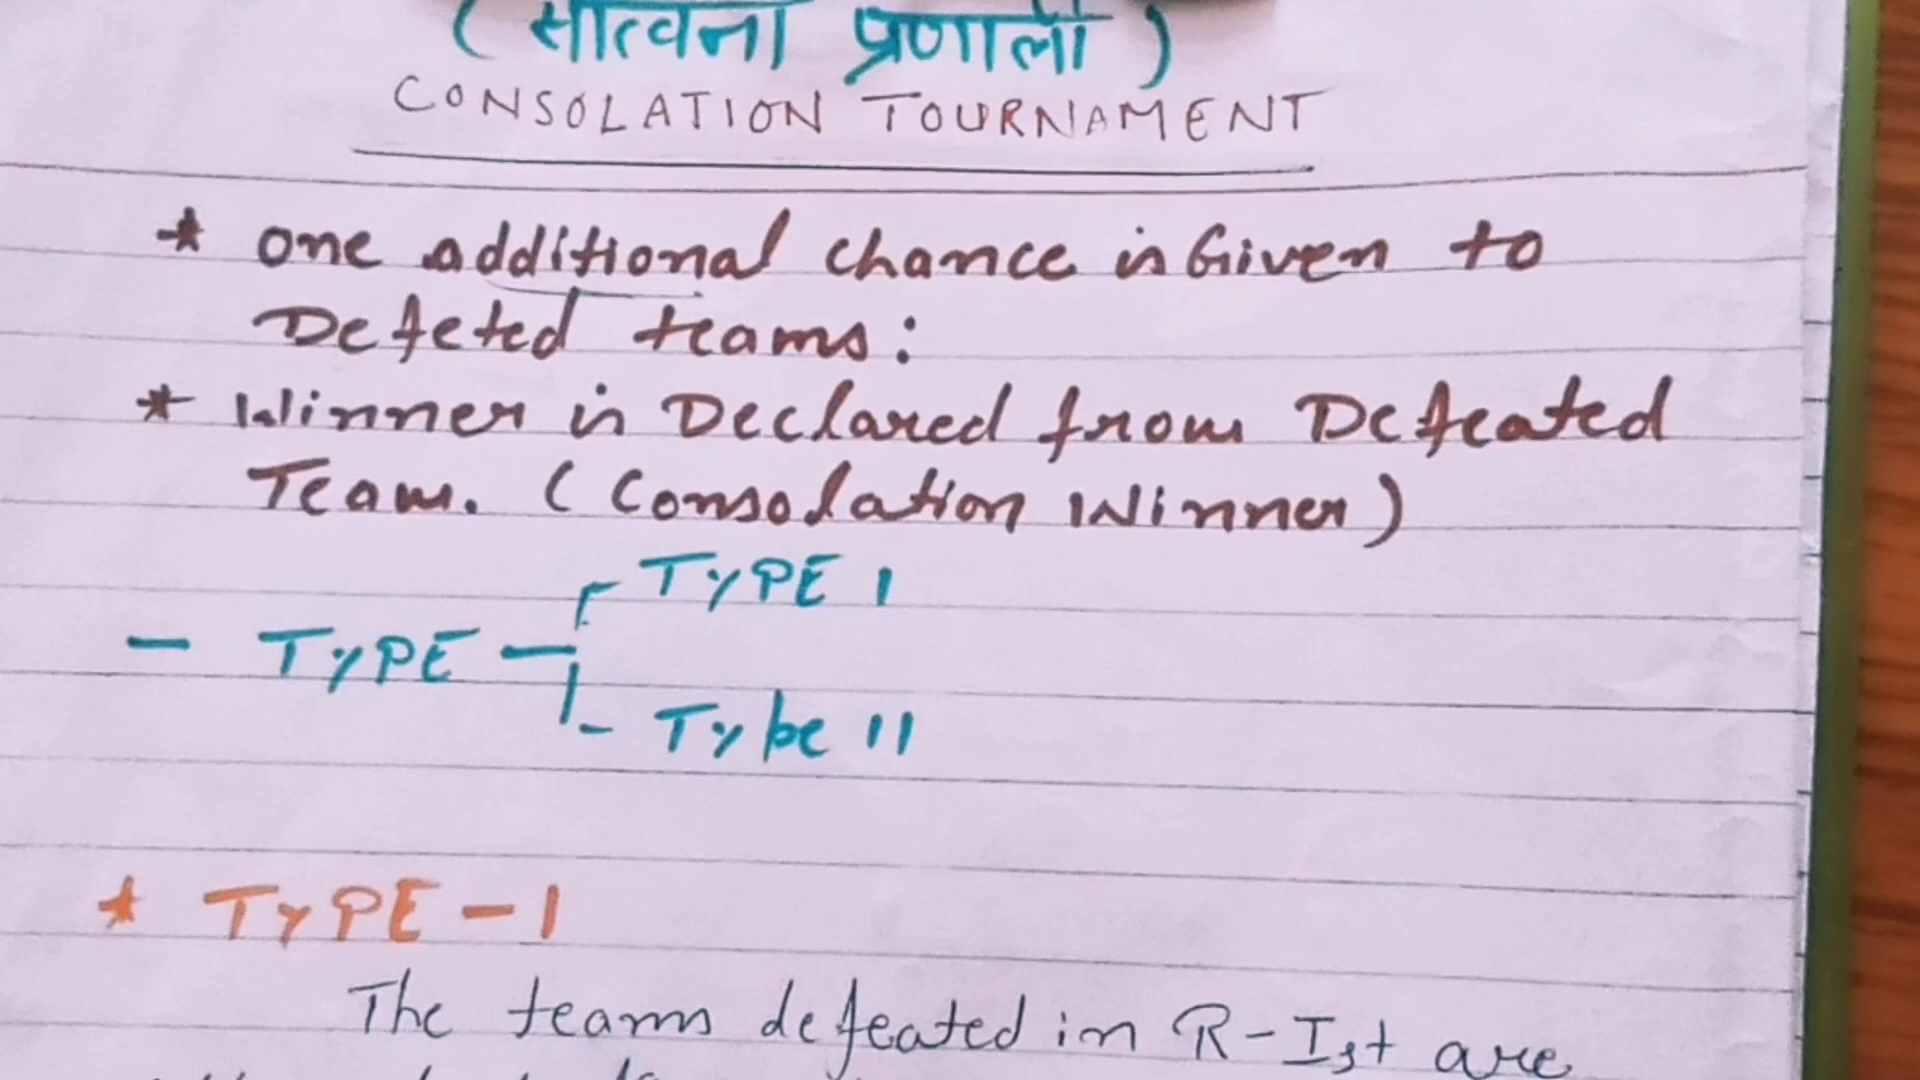 ( सात्वना प्रणाली )
CONSOLATION TOURNAMENT
* one additional chance is Given to
Defeted teams:
* Winner is Declared from Defeated
Team. (Consolation Winner)
TYPE I
- TYPE -
- Type II
* TYPE - I
The teams defeated in R-Ist are